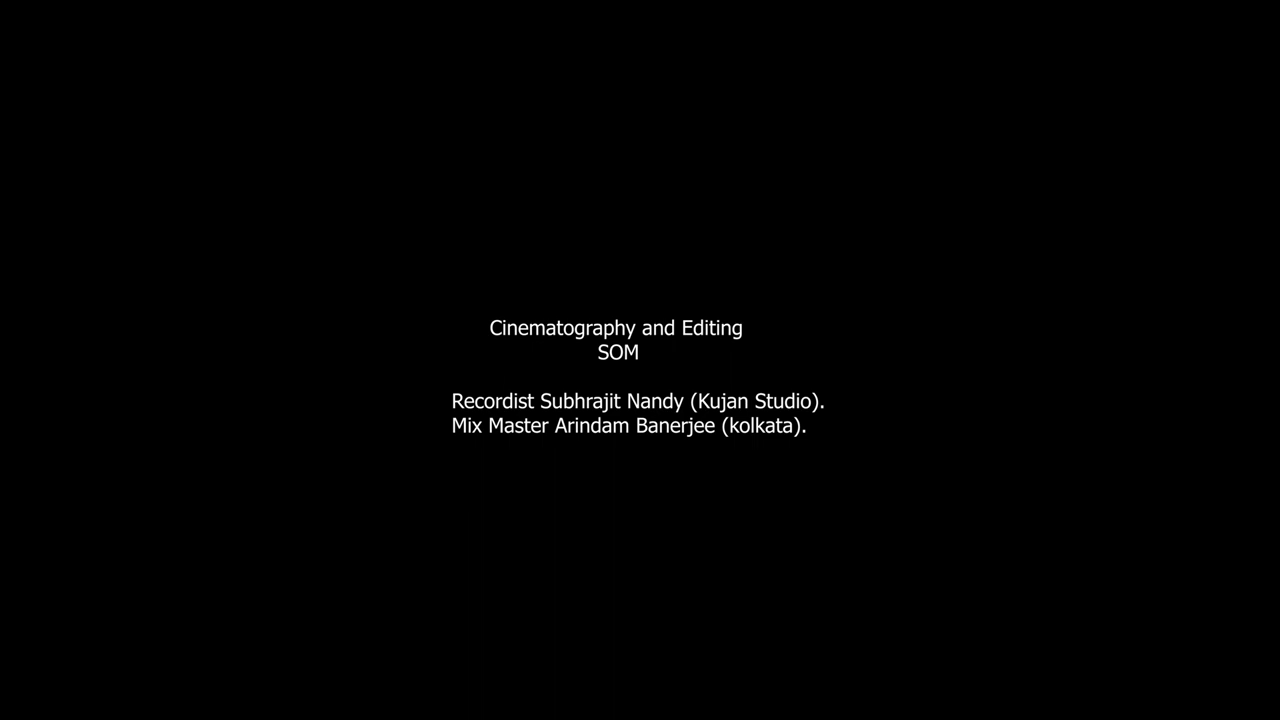 Cinematography and Editing
SOM
Recordist Subhrajit Nandy (Kujan Studio).
Mix Master Arindam Banerjee (kolkata).